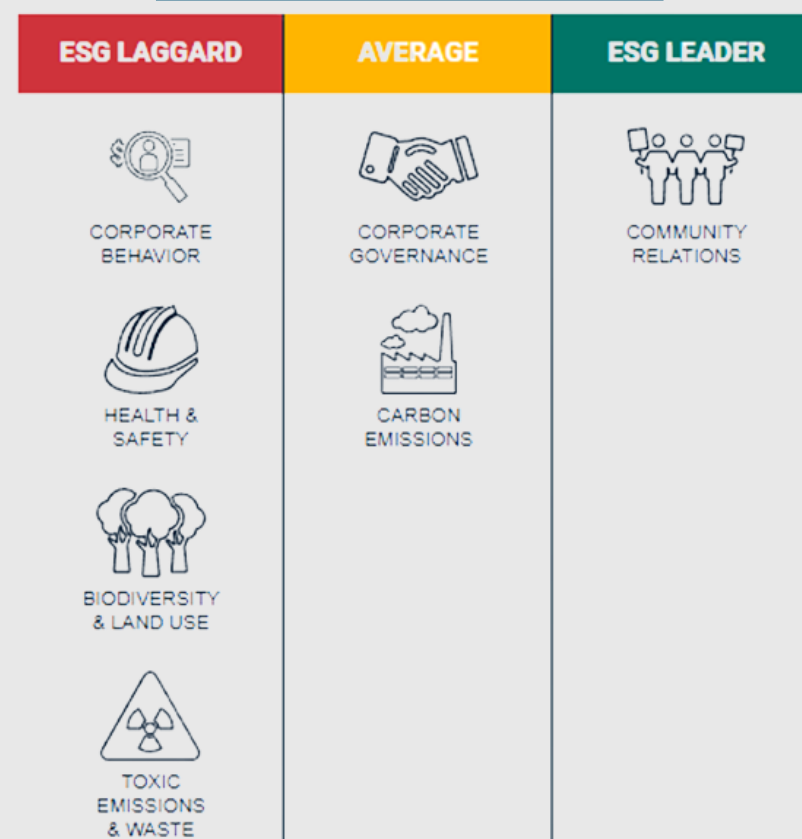 ESG LAGGARD
AVERAGE
ESG LEADER
CORPORATE
BEHAVIOR
CORPORATE
GOVERNANCE
COMMUNITY
RELATIONS
HEALTH &
SAFETY
CARBON
EMISSIONS
BIODIVERSITY
& LAND USE
TOXIC
EMISSIONS
& WASTE